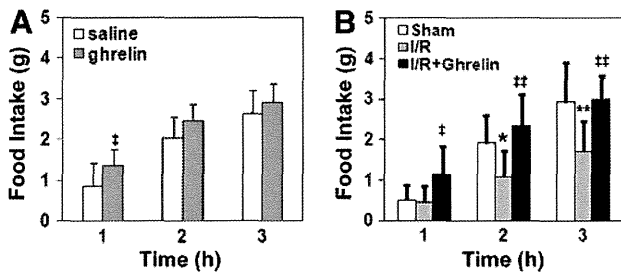 A
saline
ghrelin
Food Intake (g)
5
4
3
2
1
0
‡
1 2 3
Time (h)
B
Sham
I/R
I/R+Ghrelin
Food Intake (g)
5
4
3
2
1
0
‡ * ‡‡ ** ‡‡
1 2 3
Time (h)